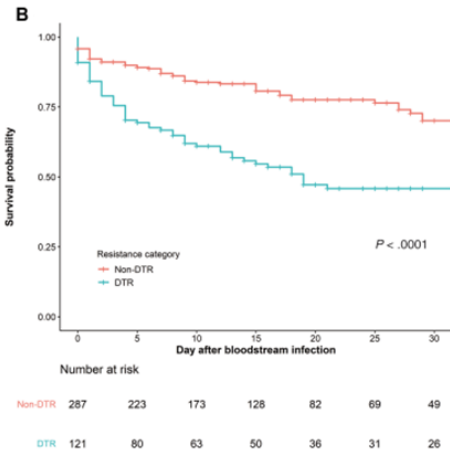 B
1.00
0.75
0.50
0.25
0.00
Survival probability
Resistance category
Non-DTR
DTR
P < .0001
0 5 10 15 20 25 30
Day after bloodstream infection
Number at risk
Non-DTR 287 223 173 128 82 69 49
DTR 121 80 63 50 36 31 26